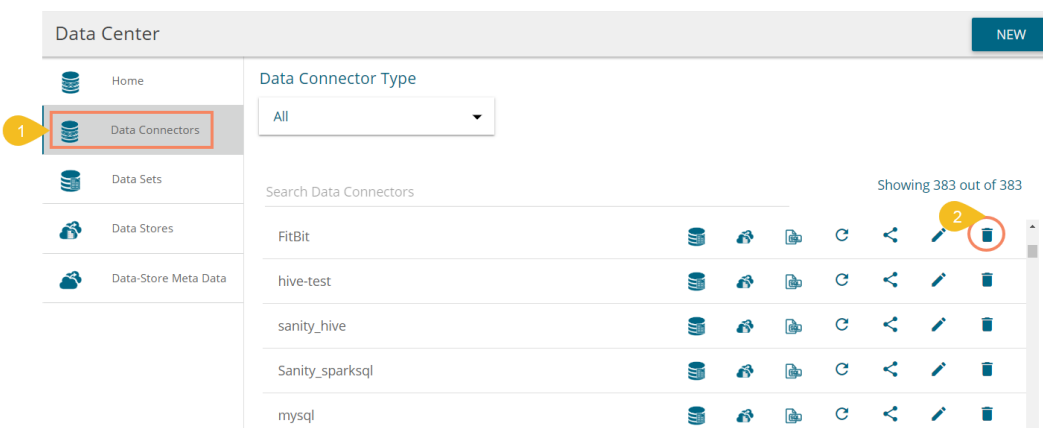 Data Center
NEW
Home
Data Connectors
Data Sets
Data Stores
Data-Store Meta Data
1
Data Connector Type
All
Search Data Connectors
Showing 383 out of 383
2
FitBit
hive-test
sanity_hive
Sanity_sparksql
mysql